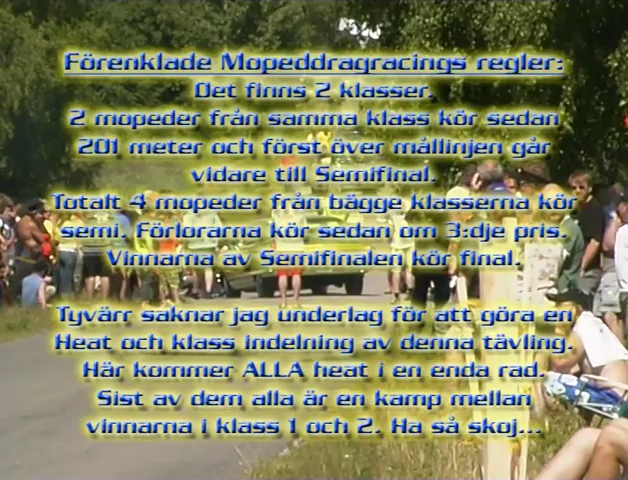 Förenklade Mopeddragracings regler:
Det finns 2 klasser.
2 mopeder från samma klass kör sedan
201 meter och först över mållinjen går
vidare till Semifinal.
Totalt 4 mopeder från bägge klasserna kör
semi. Förlorarna kör sedan om 3:dje pris.
Vinnarna av Semifinalen kör final.
Tyvärr saknar jag underlag för att göra en
Heat och klass indelning av denna tävling.
Här kommer ALLA heat i en enda rad.
Sist av dem alla är en kamp mellan
vinnarna i klass 1 och 2. Ha så skoj...